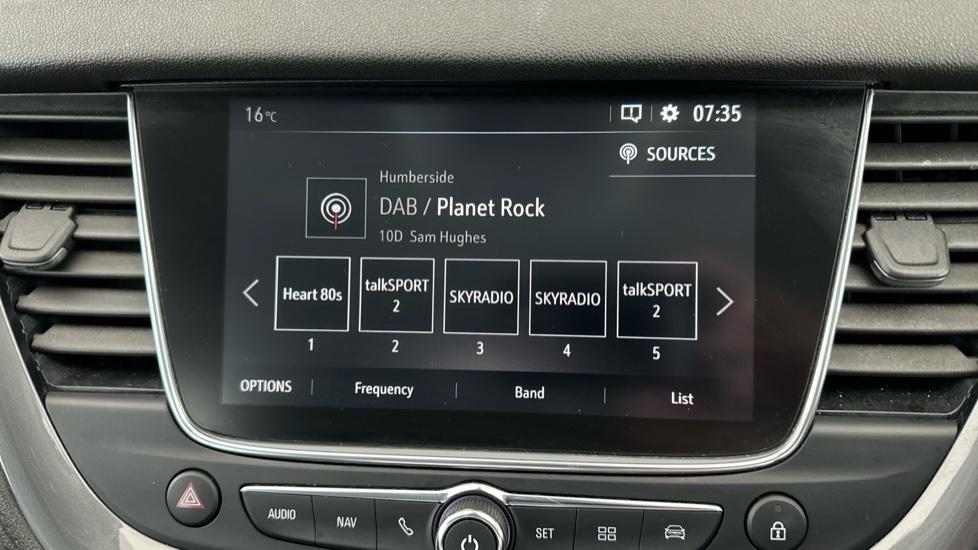 16°C 07:35
SOURCES
Humberside
DAB / Planet Rock
10D Sam Hughes
Heart 80s talkSPORT 2 SKYRADIO SKYRADIO talkSPORT 2
1 2 3 4 5
OPTIONS Frequency Band List
AUDIO NAV SET